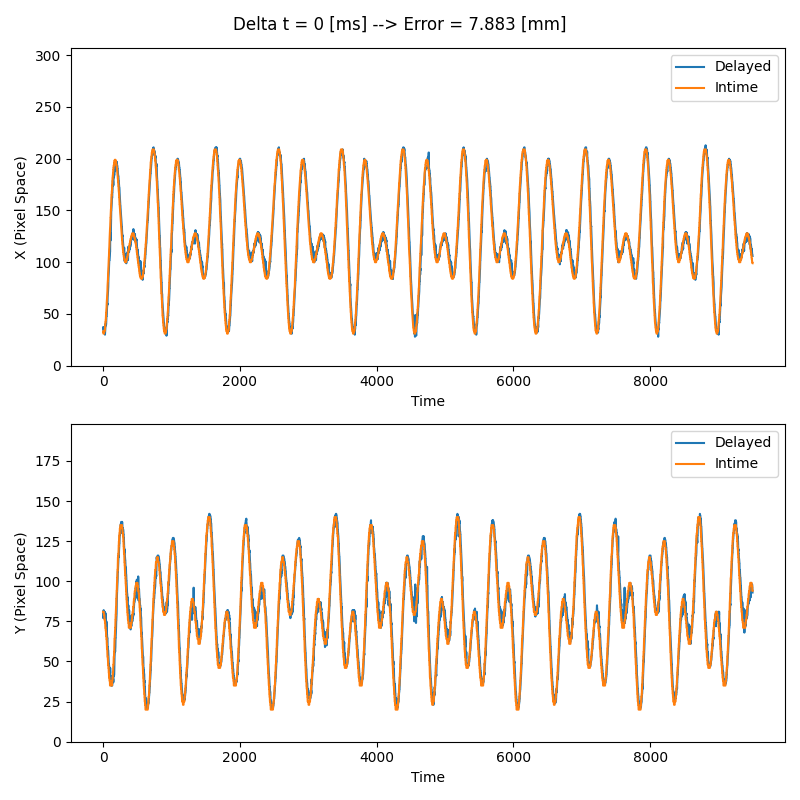 Delta t = 0 [ms] --> Error = 7.883 [mm]
300
250
200
150
100
50
0
X (Pixel Space)
Delayed
Intime
0 2000 4000 6000 8000
Time
175
150
125
100
75
50
25
0
Y (Pixel Space)
Delayed
Intime
0 2000 4000 6000 8000
Time